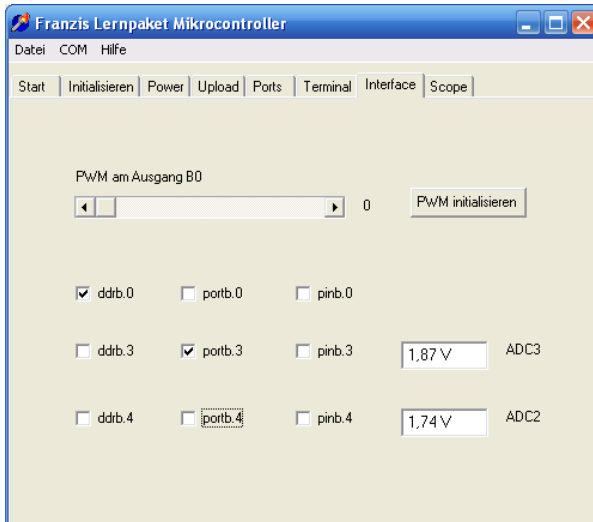 Franzis Lernpaket Mikrocontroller
Datei COM Hilfe
Start Initialisieren Power Upload Ports Terminal Interface Scope
PWM am Ausgang B0
0 PWM initialisieren
ddrb.0 portb.0 pinb.0
ddrb.3 portb.3 pinb.3 1,87 V ADC3
ddrb.4 portb.4 pinb.4 1,74 V ADC2